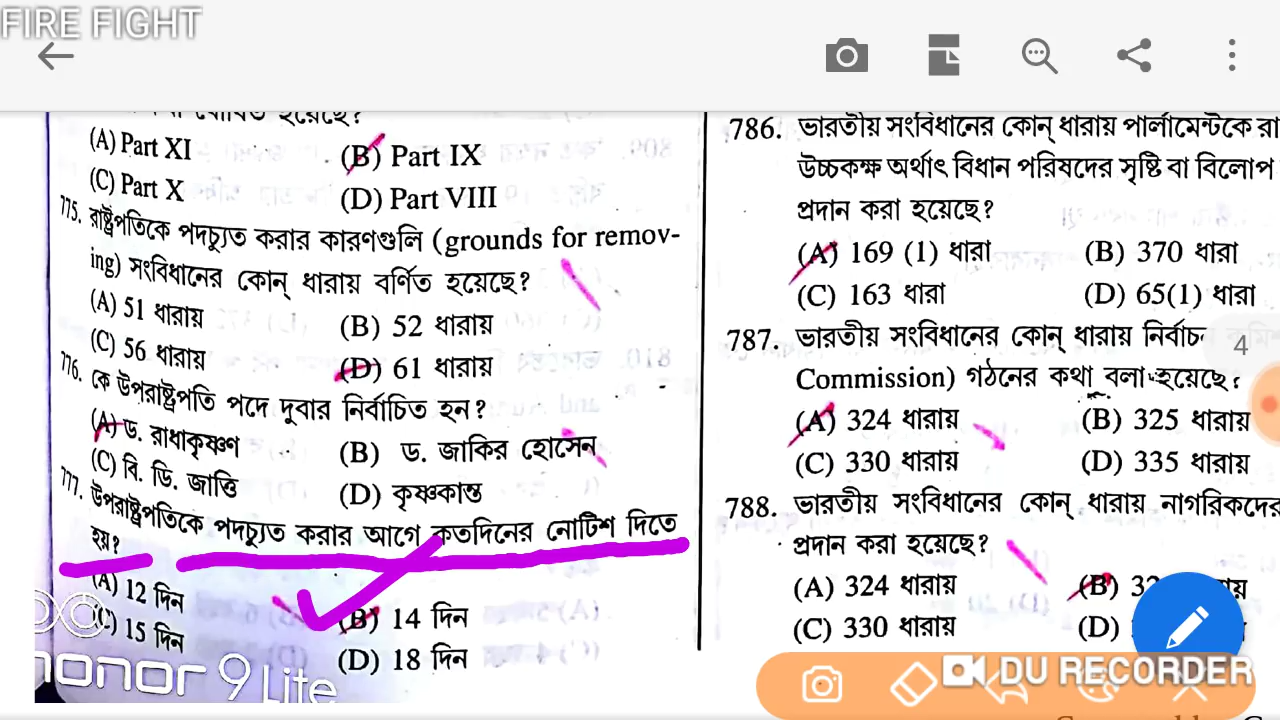 FIRE FIGHT
হয়েছে?
(A) Part XI
(B) Part IX
(C) Part X
(D) Part VIII
775. রাষ্ট্রপতিকে পদচ্যুত করার কারণগুলি (grounds for remov-
ing) সংবিধানের কোন্ ধারায় বর্ণিত হয়েছে?
(A) 51 ধারায়
(B) 52 ধারায়
(C) 56 ধারায়
(D) 61 ধারায়
776. কে উপরাষ্ট্রপতি পদে দুবার নির্বাচিত হন?
(A) ড. রাধাকৃষ্ণণ
(B) ড. জাকির হোসেন
(C) বি. ডি. জাত্তি
(D) কৃষ্ণকান্ত
777. উপরাষ্ট্রপতিকে পদচ্যুত করার আগে কতদিনের নোটিশ দিতে
হয়?
(A) 12 দিন
(B) 14 দিন
(C) 15 দিন
(D) 18 দিন
honor 9 Lite
786. ভারতীয় সংবিধানের কোন্ ধারায় পার্লামেন্টকে রা
উচ্চকক্ষ অর্থাৎ বিধান পরিষদের সৃষ্টি বা বিলোপ
প্রদান করা হয়েছে?
(A) 169 (1) ধারা
(B) 370 ধারা
(C) 163 ধারা
(D) 65(1) ধারা
787. ভারতীয় সংবিধানের কোন্ ধারায় নির্বাচন
4
Commission) গঠনের কথা বলা হয়েছে?
(A) 324 ধারায়
(B) 325 ধারায়
(C) 330 ধারায়
(D) 335 ধারায়
788. ভারতীয় সংবিধানের কোন্ ধারায় নাগরিকদের
প্রদান করা হয়েছে?
(A) 324 ধারায়
(B) 32
(C) 330 ধারায়
(D)
DU RECORDER